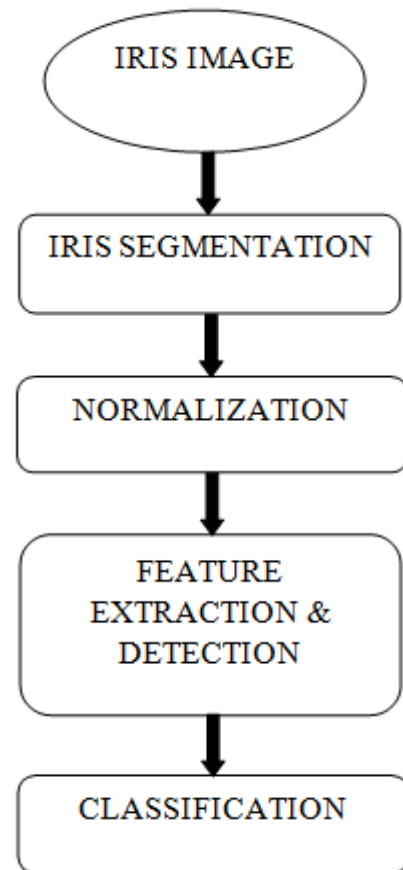 IRIS IMAGE
IRIS SEGMENTATION
NORMALIZATION
FEATURE
EXTRACTION &
DETECTION
CLASSIFICATION